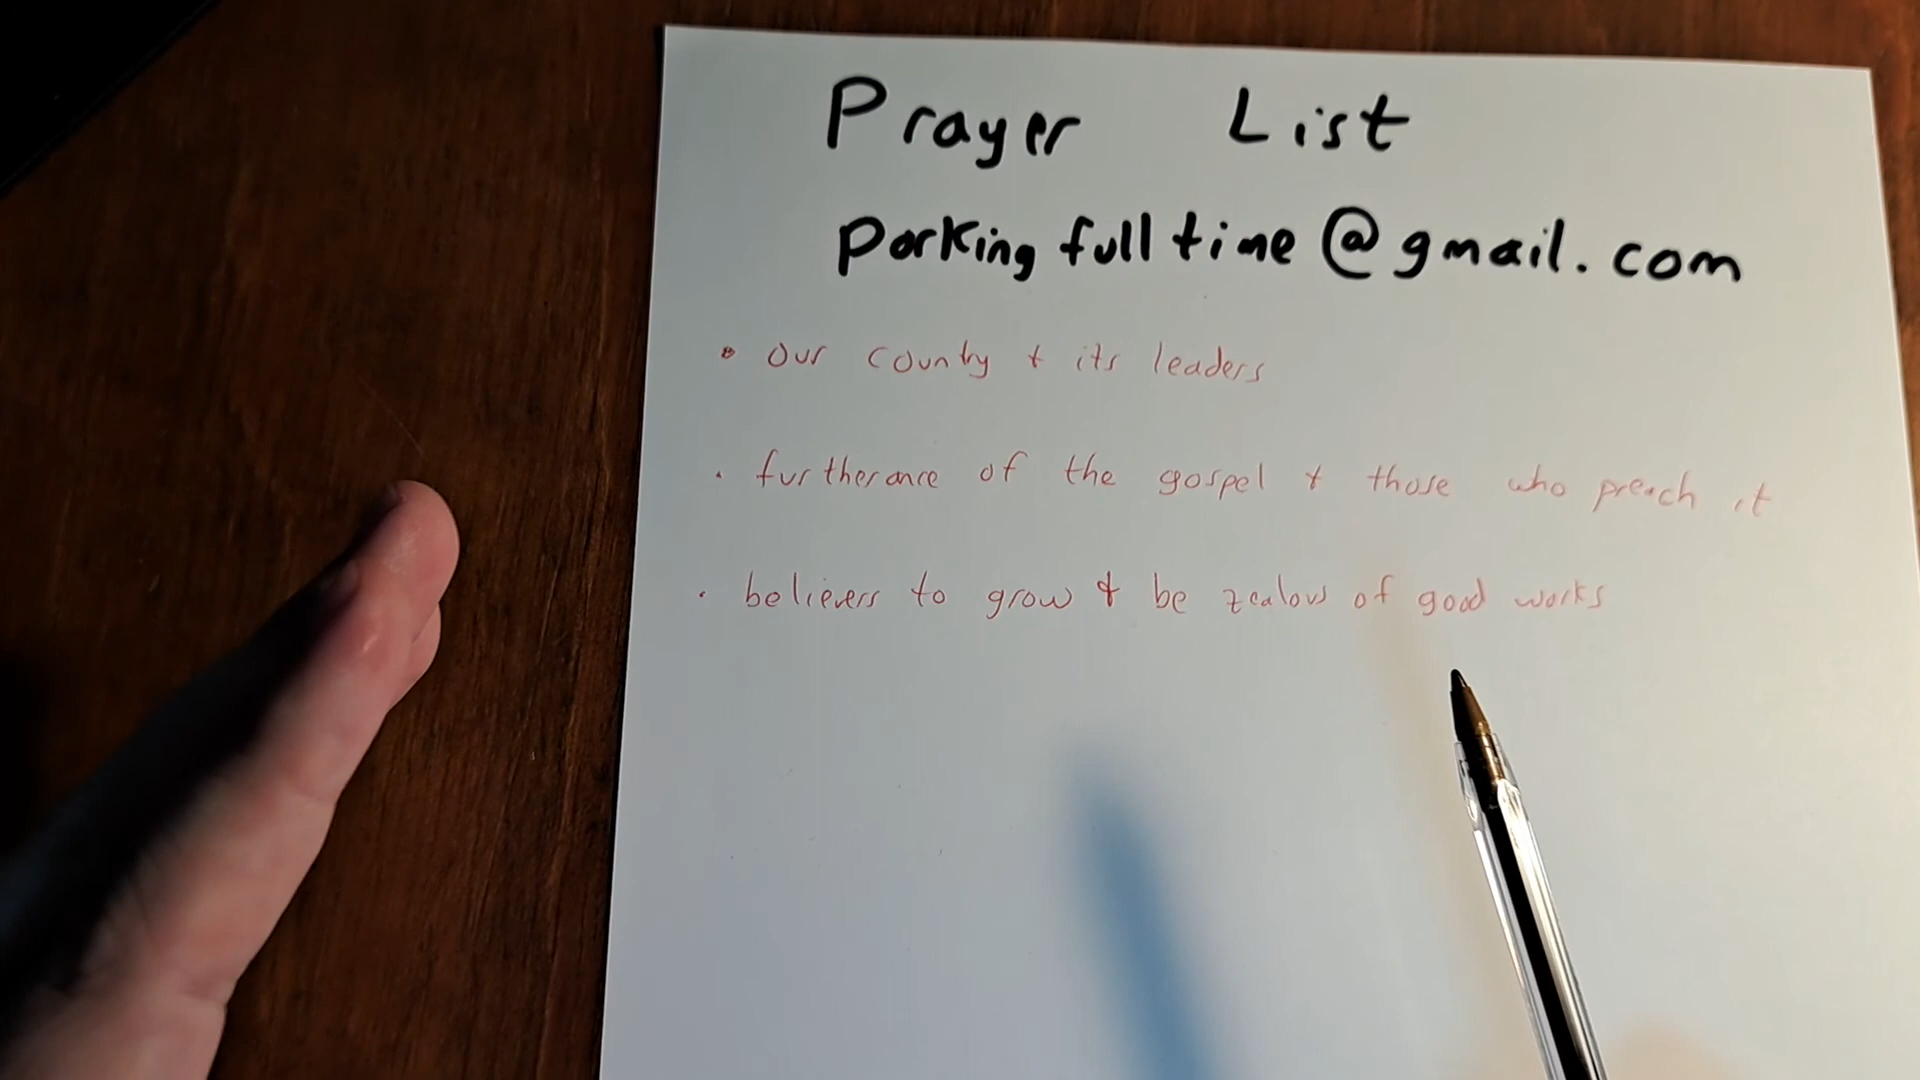 Prayer List
parkingfulltime@gmail.com
• Our country + its leaders
• furtherance of the gospel + those who preach it
• believers to grow & be zealous of good works